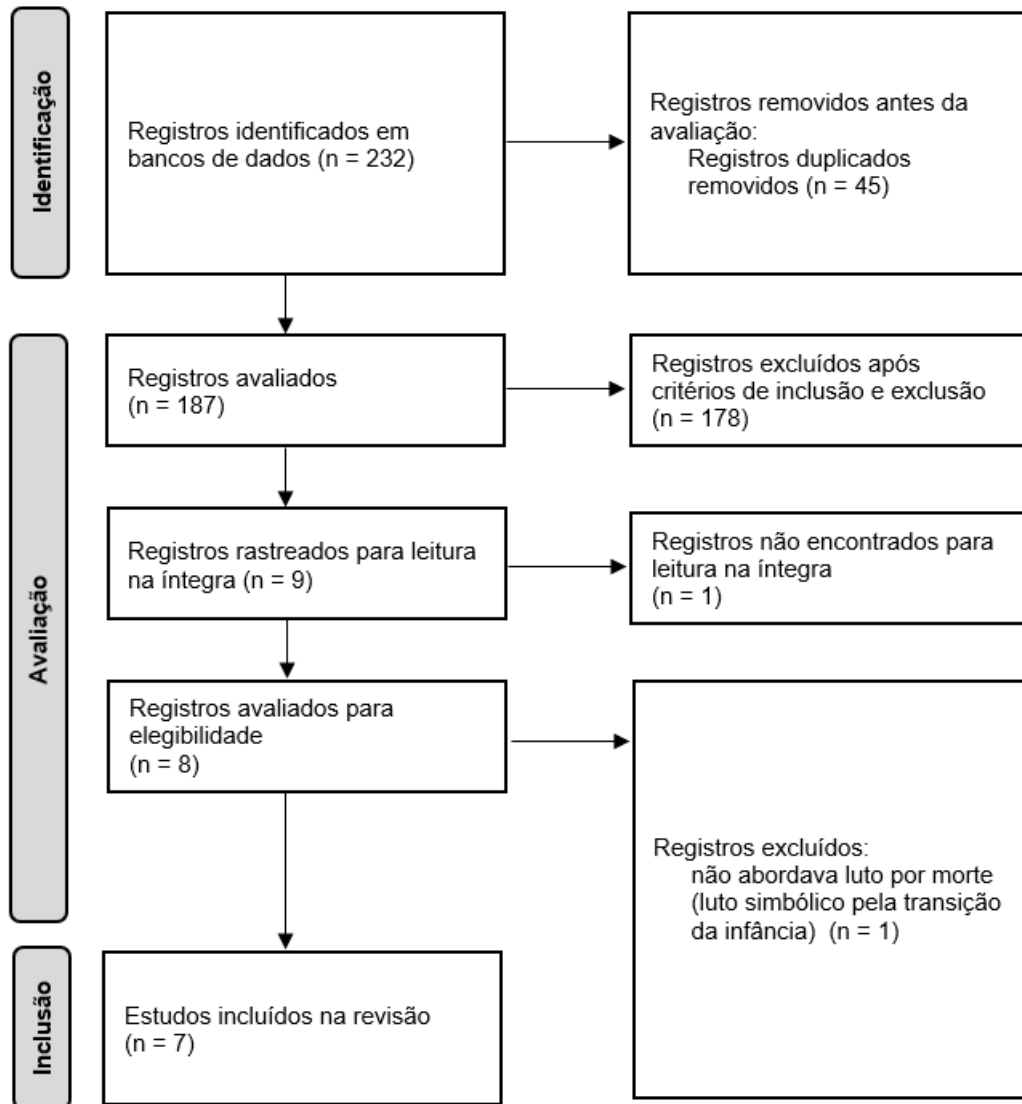 Identificação
Registros identificados em
bancos de dados (n = 232)
Registros removidos antes da
avaliação:
Registros duplicados
removidos (n = 45)
Avaliação
Registros avaliados
(n = 187)
Registros excluídos após
critérios de inclusão e exclusão
(n = 178)
Registros rastreados para leitura
na íntegra (n = 9)
Registros não encontrados para
leitura na íntegra
(n = 1)
Registros avaliados para
elegibilidade
(n = 8)
Registros excluídos:
não abordava luto por morte
(luto simbólico pela transição
da infância) (n = 1)
Inclusão
Estudos incluídos na revisão
(n = 7)